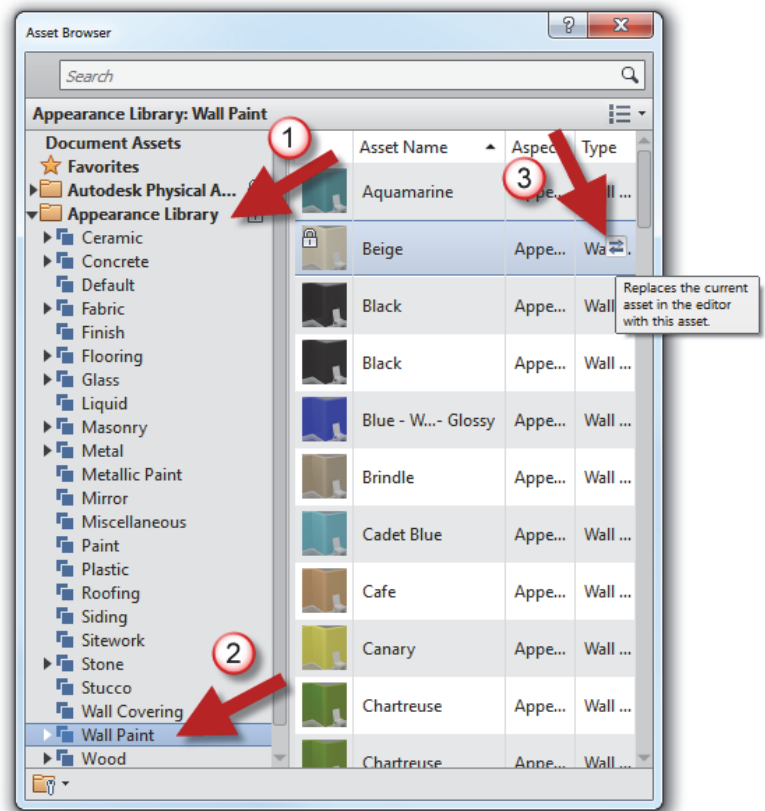 Asset Browser
?
X
Search
Appearance Library: Wall Paint
1
Document Assets
Favorites
Autodesk Physical A...
Appearance Library
Ceramic
Concrete
Default
Fabric
Finish
Flooring
Glass
Liquid
Masonry
Metal
Metallic Paint
Mirror
Miscellaneous
Paint
Plastic
Roofing
Siding
Sitework
Stone
Stucco
Wall Covering
Wall Paint
Wood
2
Asset Name Aspec Type
3
Aquamarine
Beige Appe... Wa
Replaces the current
asset in the editor
with this asset.
Black Appe... Wall
Black Appe... Wall ...
Blue - W...- Glossy Appe... Wall ...
Brindle Appe... Wall ...
Cadet Blue Appe... Wall ...
Cafe Appe... Wall ...
Canary Appe... Wall ...
Chartreuse Appe... Wall ...
Chartreuse Appe... Wall ...